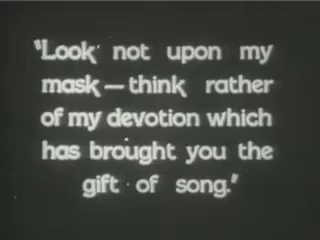 "Look not upon my
mask — think rather
of my devotion which
has brought you the
gift of song."